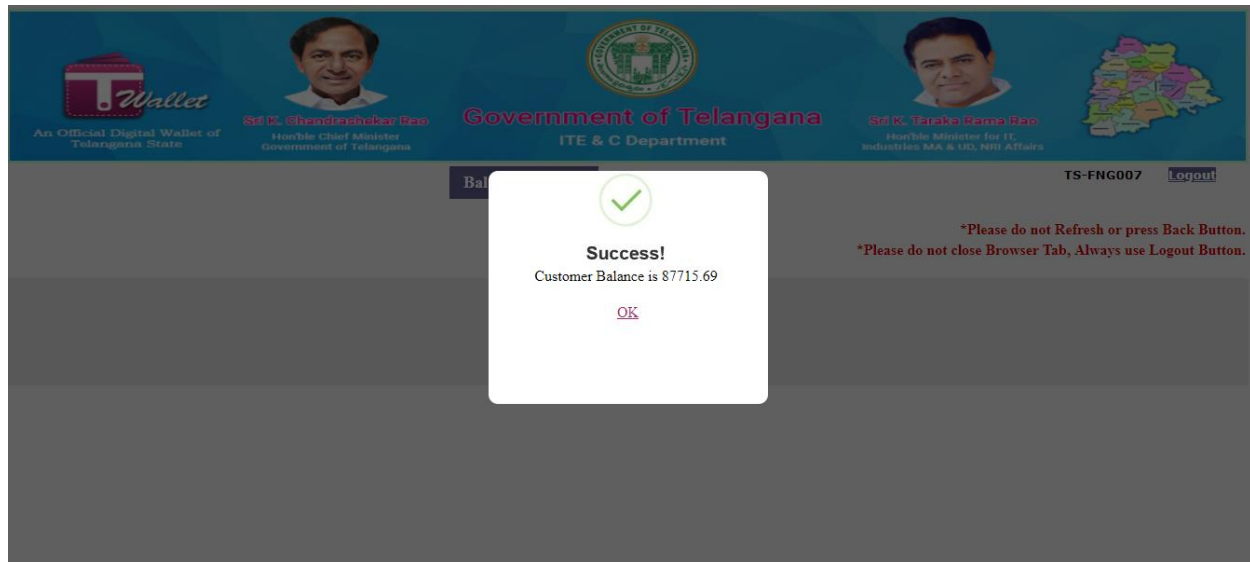 T Wallet
An Official Digital Wallet of
Telangana State
Sri K. Chandrashekar Rao
Hon'ble Chief Minister
Government of Telangana
GOVERNMENT OF TELANGANA
Government of Telangana
ITE & C Department
Sri K. Taraka Rama Rao
Hon'ble Minister for IT,
Industries MA & UD, NRI Affairs
TS-FNG007 Logout
Bal
*Please do not Refresh or press Back Button.
*Please do not close Browser Tab, Always use Logout Button.
Success!
Customer Balance is 87715.69
OK